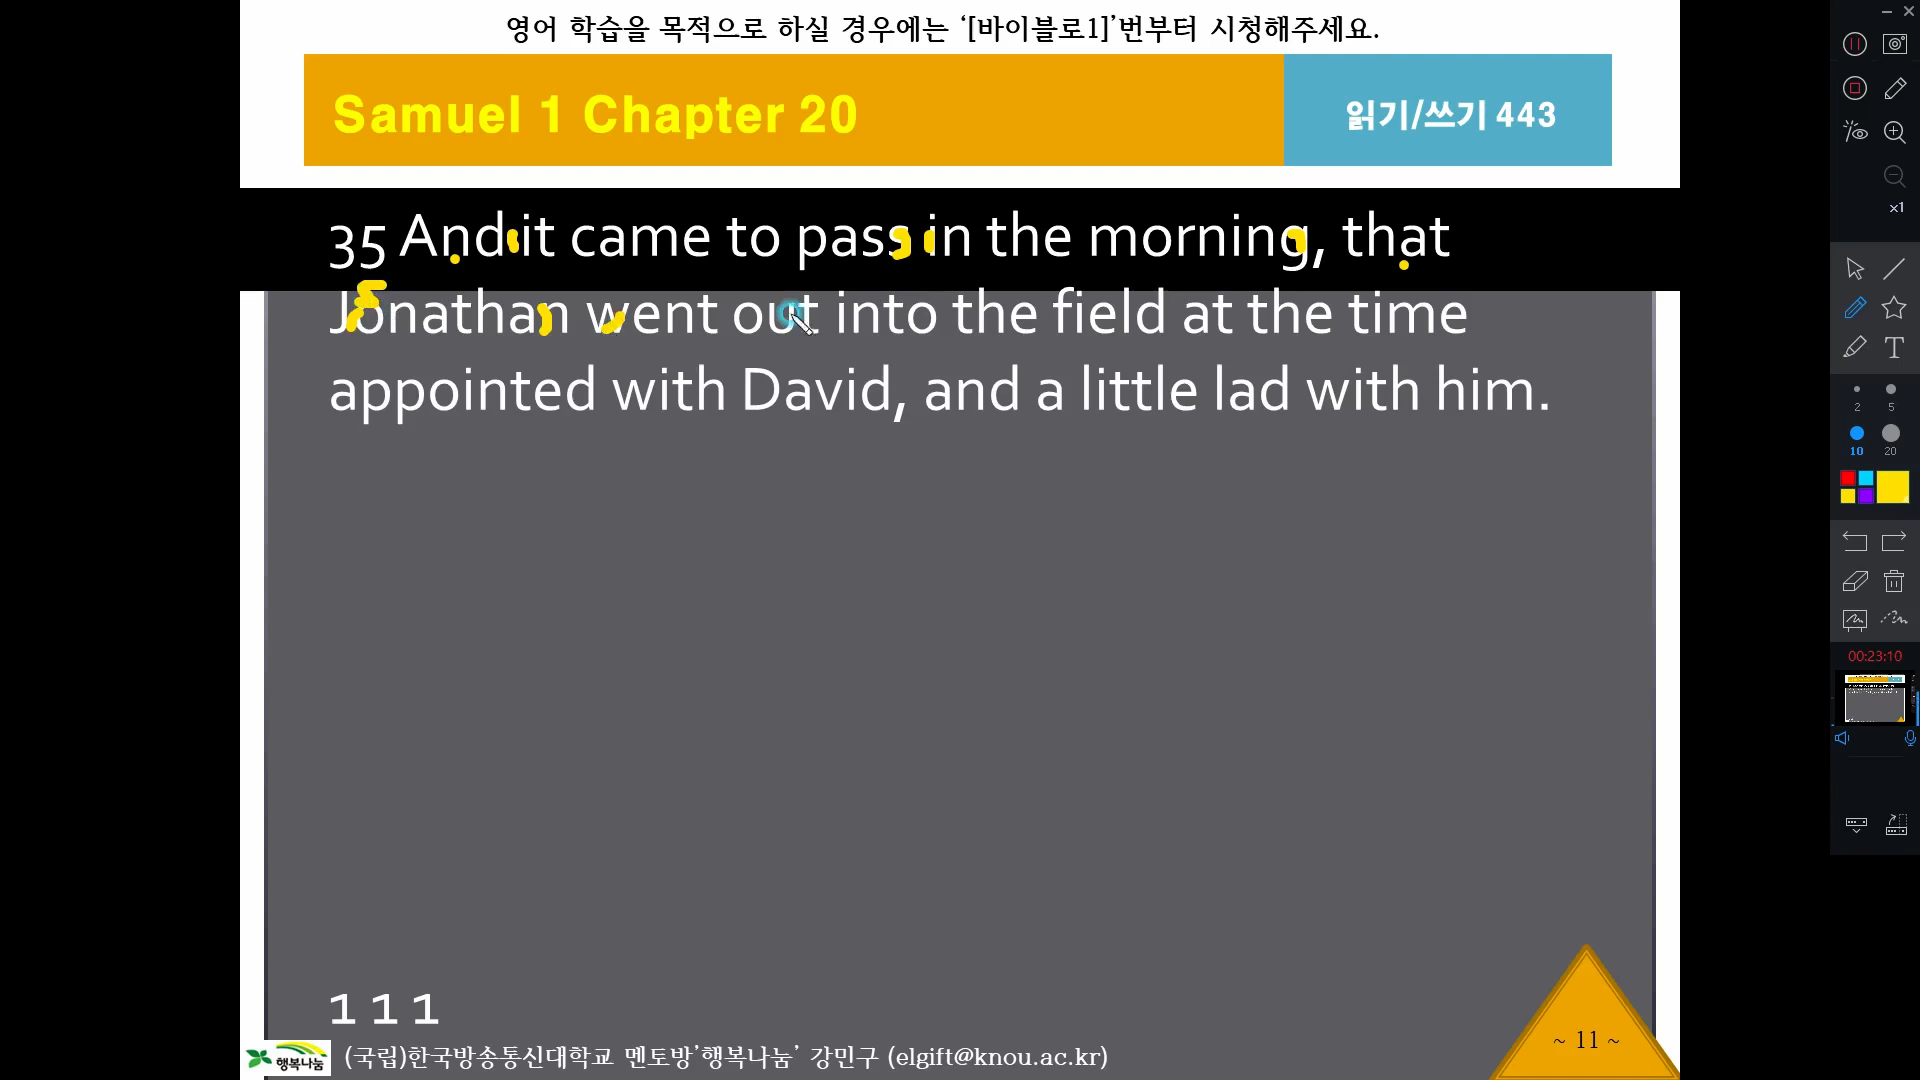 영어 학습을 목적으로 하실 경우에는 ‘[바이블로1]’번부터 시청해주세요.
Samuel 1 Chapter 20
읽기/쓰기 443
35 And it came to pass in the morning, that
Jonathan went out into the field at the time
appointed with David, and a little lad with him.
1 1 1
행복나눔
(국립)한국방송통신대학교 멘토방’행복나눔’ 강민구 (elgift@knou.ac.kr)
~ 11 ~
x1
T
2 5
10 20
00:23:10